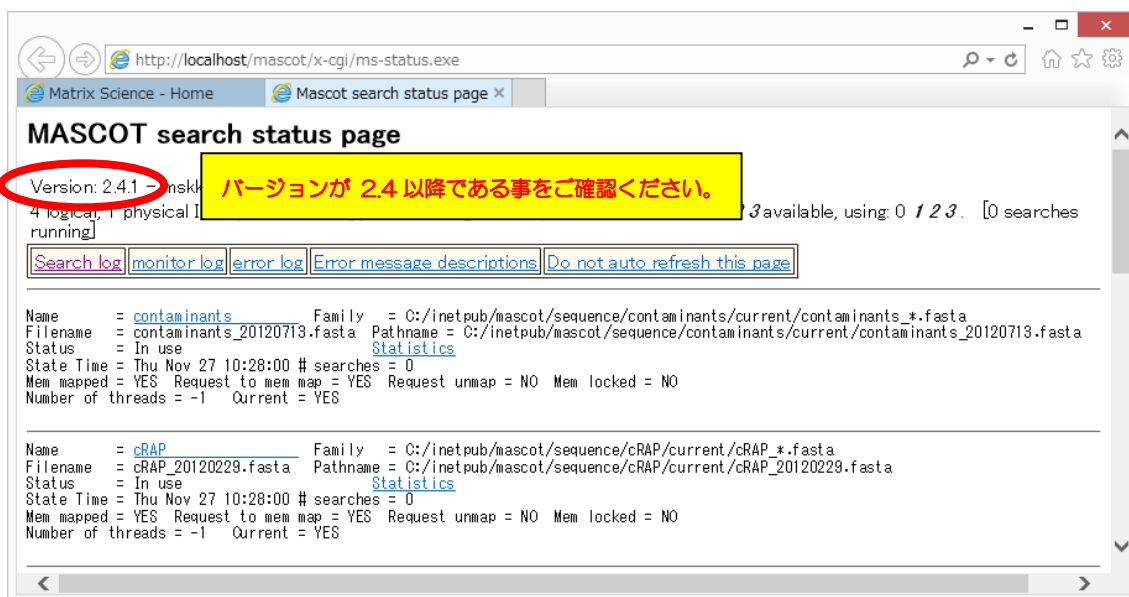 http://localhost/mascot/x-cgi/ms-status.exe
Matrix Science - Home
Mascot search status page
MASCOT search status page
Version: 2.4.1 - mskk
バージョンが 2.4 以降である事をご確認ください。
4 logical, 1 physical I 3 available, using: 0 1 2 3. [0 searches
running]
Search log monitor log error log Error message descriptions Do not auto refresh this page
Name = contaminants Family = C:/inetpub/mascot/sequence/contaminants/current/contaminants_*.fasta
Filename = contaminants_20120713.fasta Pathname = C:/inetpub/mascot/sequence/contaminants/current/contaminants_20120713.fasta
Status = In use Statistics
State Time = Thu Nov 27 10:28:00 # searches = 0
Mem mapped = YES Request to mem map = YES Request unmap = NO Mem locked = NO
Number of threads = -1 Current = YES
Name = cRAP Family = C:/inetpub/mascot/sequence/cRAP/current/cRAP_*.fasta
Filename = cRAP_20120229.fasta Pathname = C:/inetpub/mascot/sequence/cRAP/current/cRAP_20120229.fasta
Status = In use Statistics
State Time = Thu Nov 27 10:28:00 # searches = 0
Mem mapped = YES Request to mem map = YES Request unmap = NO Mem locked = NO
Number of threads = -1 Current = YES